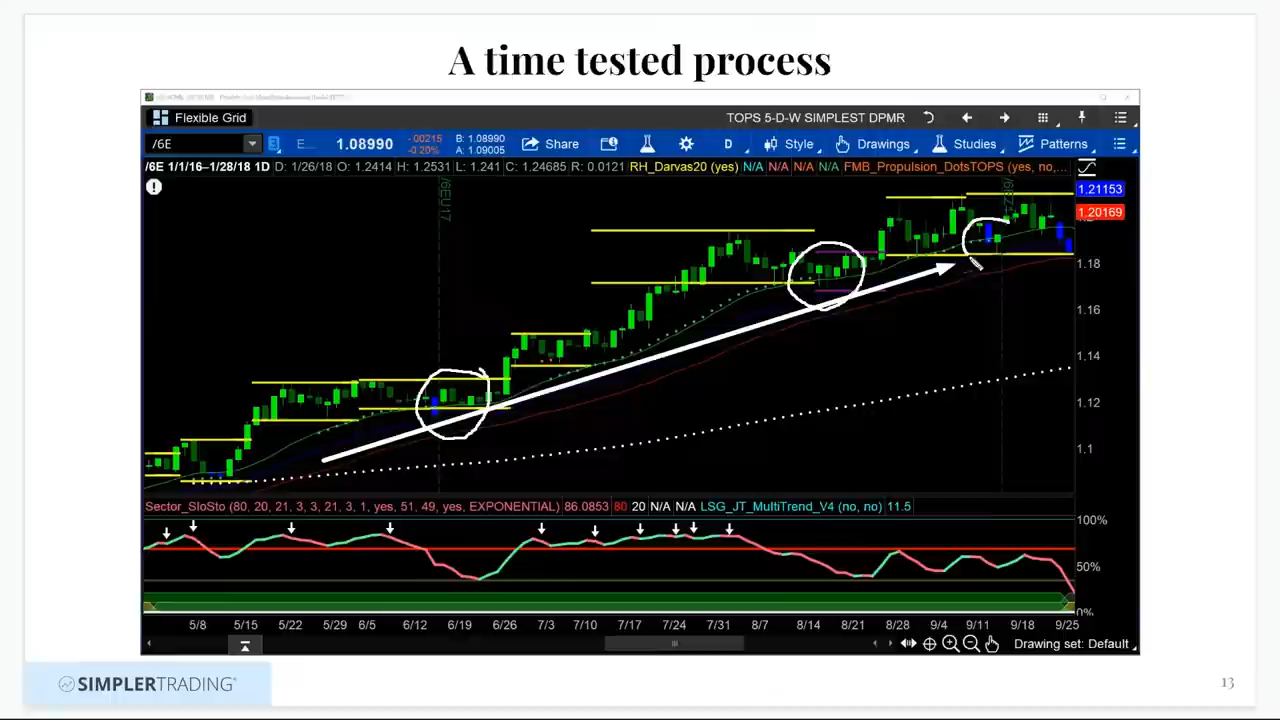 A time tested process
Flexible Grid
TOPS 5-D-W SIMPLEST DPMR
/6E
E...
1.08990
-00215
-0.20%
B: 1.08990
A: 1.09005
Share
D
Style
Drawings
Studies
Patterns
/6E 1/1/16–1/28/18 1D D: 1/26/18 O: 1.2414 H: 1.2531 L: 1.241 C: 1.24685 R: 0.0121 RH_Darvas20 (yes) N/A N/A N/A N/A FMB_Propulsion_DotsTOPS (yes, no,...
/6EU17
1.21153
1.20169
1.18
1.16
1.14
1.12
1.1
Sector_SloSto (80, 20, 21, 3, 3, 21, 3, 1, yes, 51, 49, yes, EXPONENTIAL) 86.0853 80 20 N/A N/A LSG_JT_MultiTrend_V4 (no, no) 11.5
100%
50%
0%
5/8 5/15 5/22 5/29 6/5 6/12 6/19 6/26 7/3 7/10 7/17 7/24 7/31 8/7 8/14 8/21 8/28 9/4 9/11 9/18 9/25
Drawing set: Default
SIMPLERTRADING
13